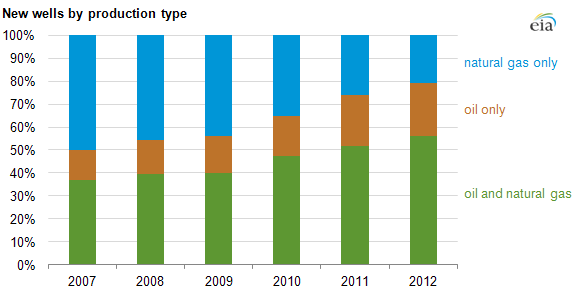 New wells by production type
eia
100%
90%
80%
70%
60%
50%
40%
30%
20%
10%
0%
2007 2008 2009 2010 2011 2012
natural gas only
oil only
oil and natural gas